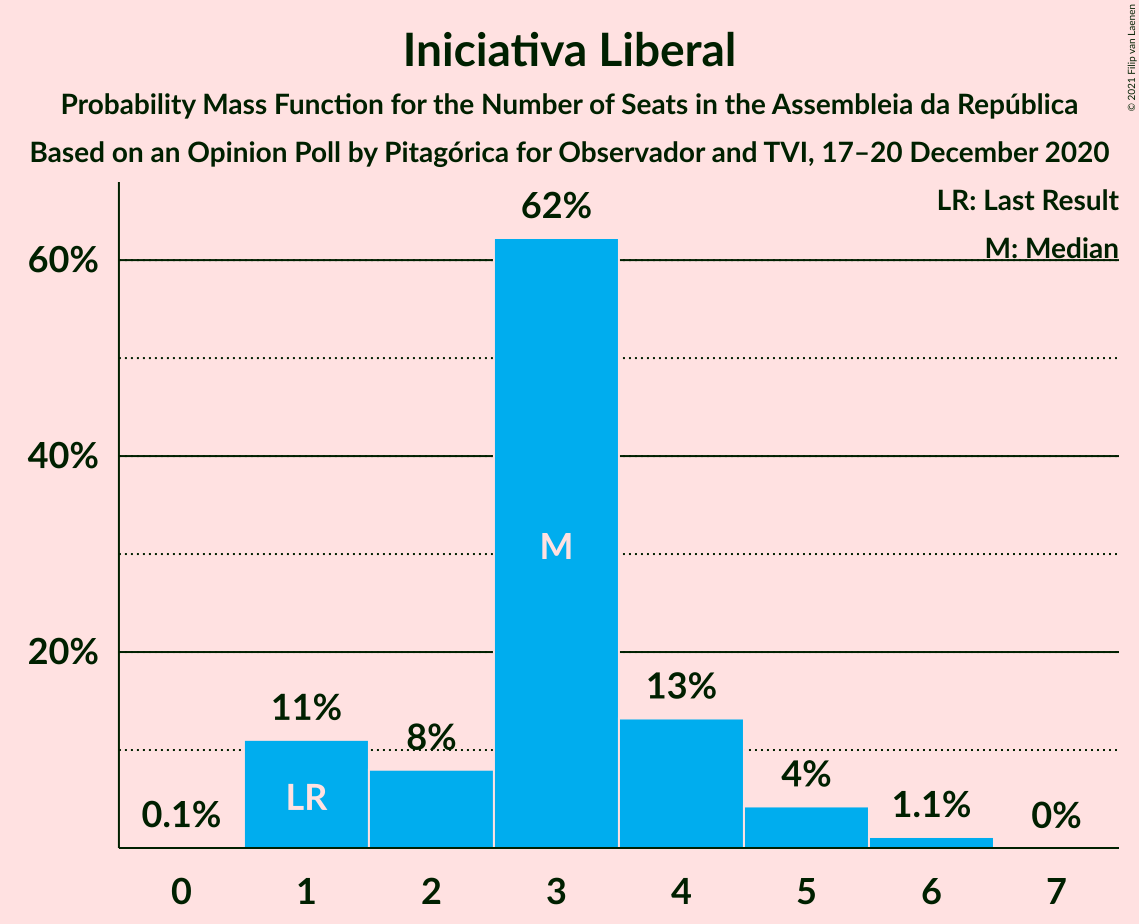 Iniciativa Liberal
Probability Mass Function for the Number of Seats in the Assembleia da República
Based on an Opinion Poll by Pitagórica for Observador and TVI, 17–20 December 2020
© 2021 Filip van Laenen
LR: Last Result
M: Median
60%
40%
20%
0.1%
11%
8%
62%
13%
4%
1.1%
0%
LR
M
0 1 2 3 4 5 6 7